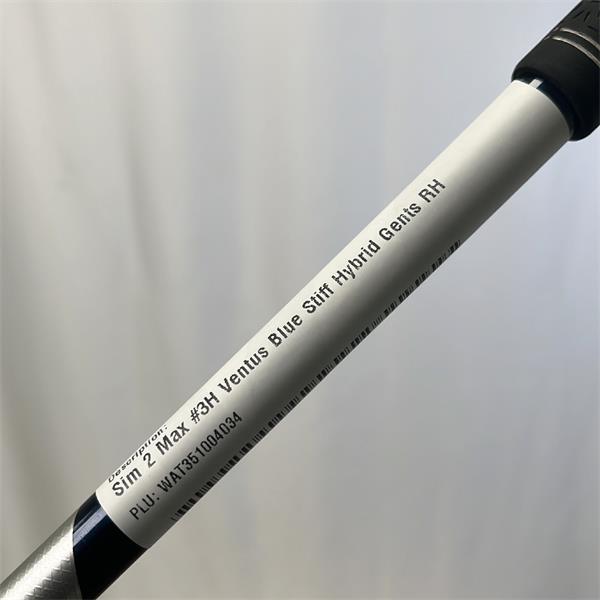 Description:
Sim 2 Max #3H Ventus Blue Stiff Hybrid Gents RH
PLU: WAT351004034